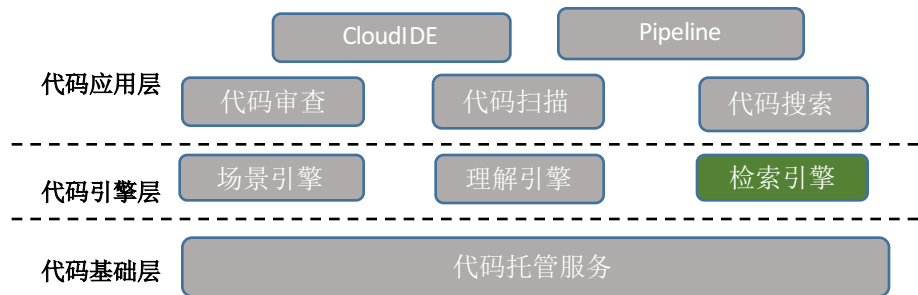 CloudIDE
Pipeline
代码应用层
代码审查
代码扫描
代码搜索
代码引擎层
场景引擎
理解引擎
检索引擎
代码基础层
代码托管服务